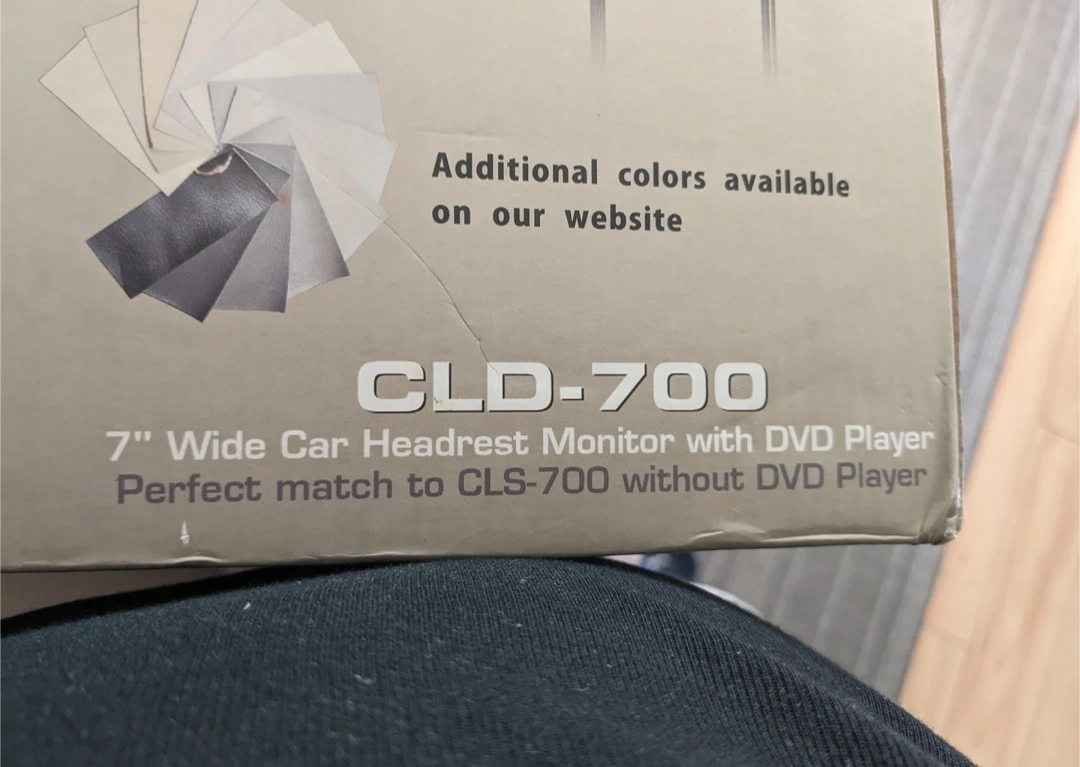 Additional colors available
on our website
CLD-700
7" Wide Car Headrest Monitor with DVD Player
Perfect match to CLS-700 without DVD Player